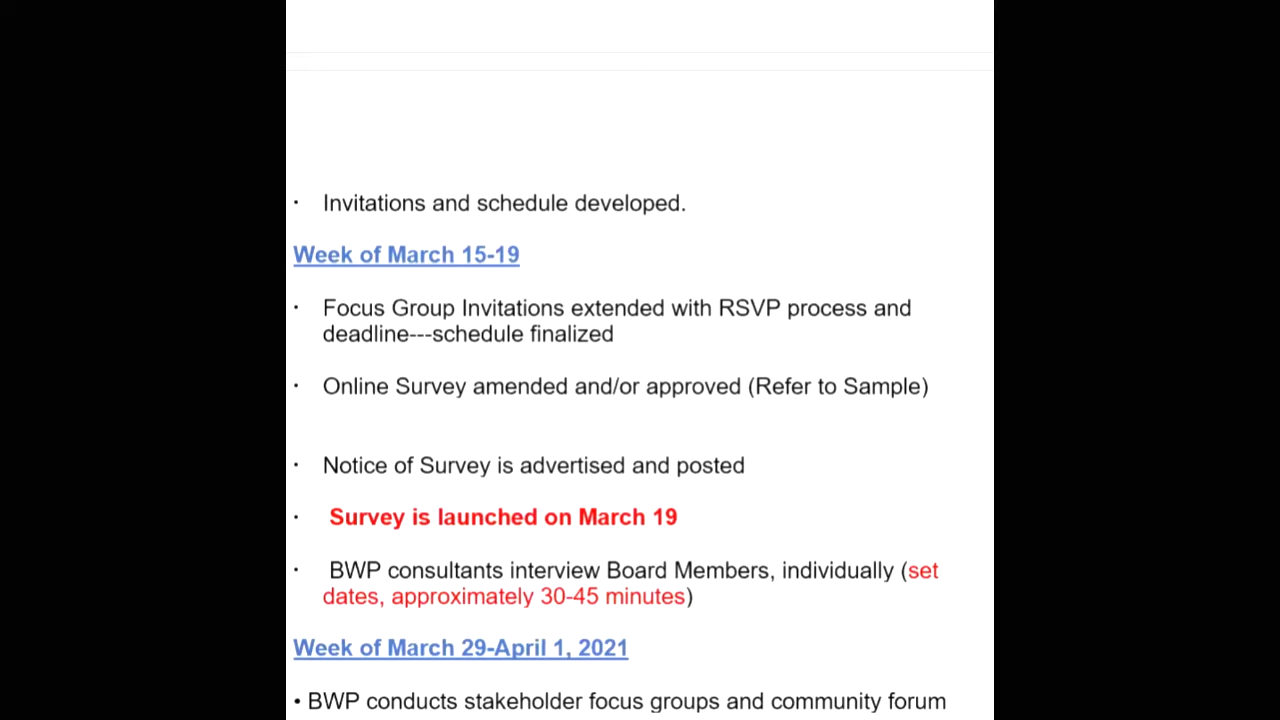 · Invitations and schedule developed.
Week of March 15-19
· Focus Group Invitations extended with RSVP process and
deadline---schedule finalized
· Online Survey amended and/or approved (Refer to Sample)
· Notice of Survey is advertised and posted
· Survey is launched on March 19
· BWP consultants interview Board Members, individually (set
dates, approximately 30-45 minutes)
Week of March 29-April 1, 2021
• BWP conducts stakeholder focus groups and community forum